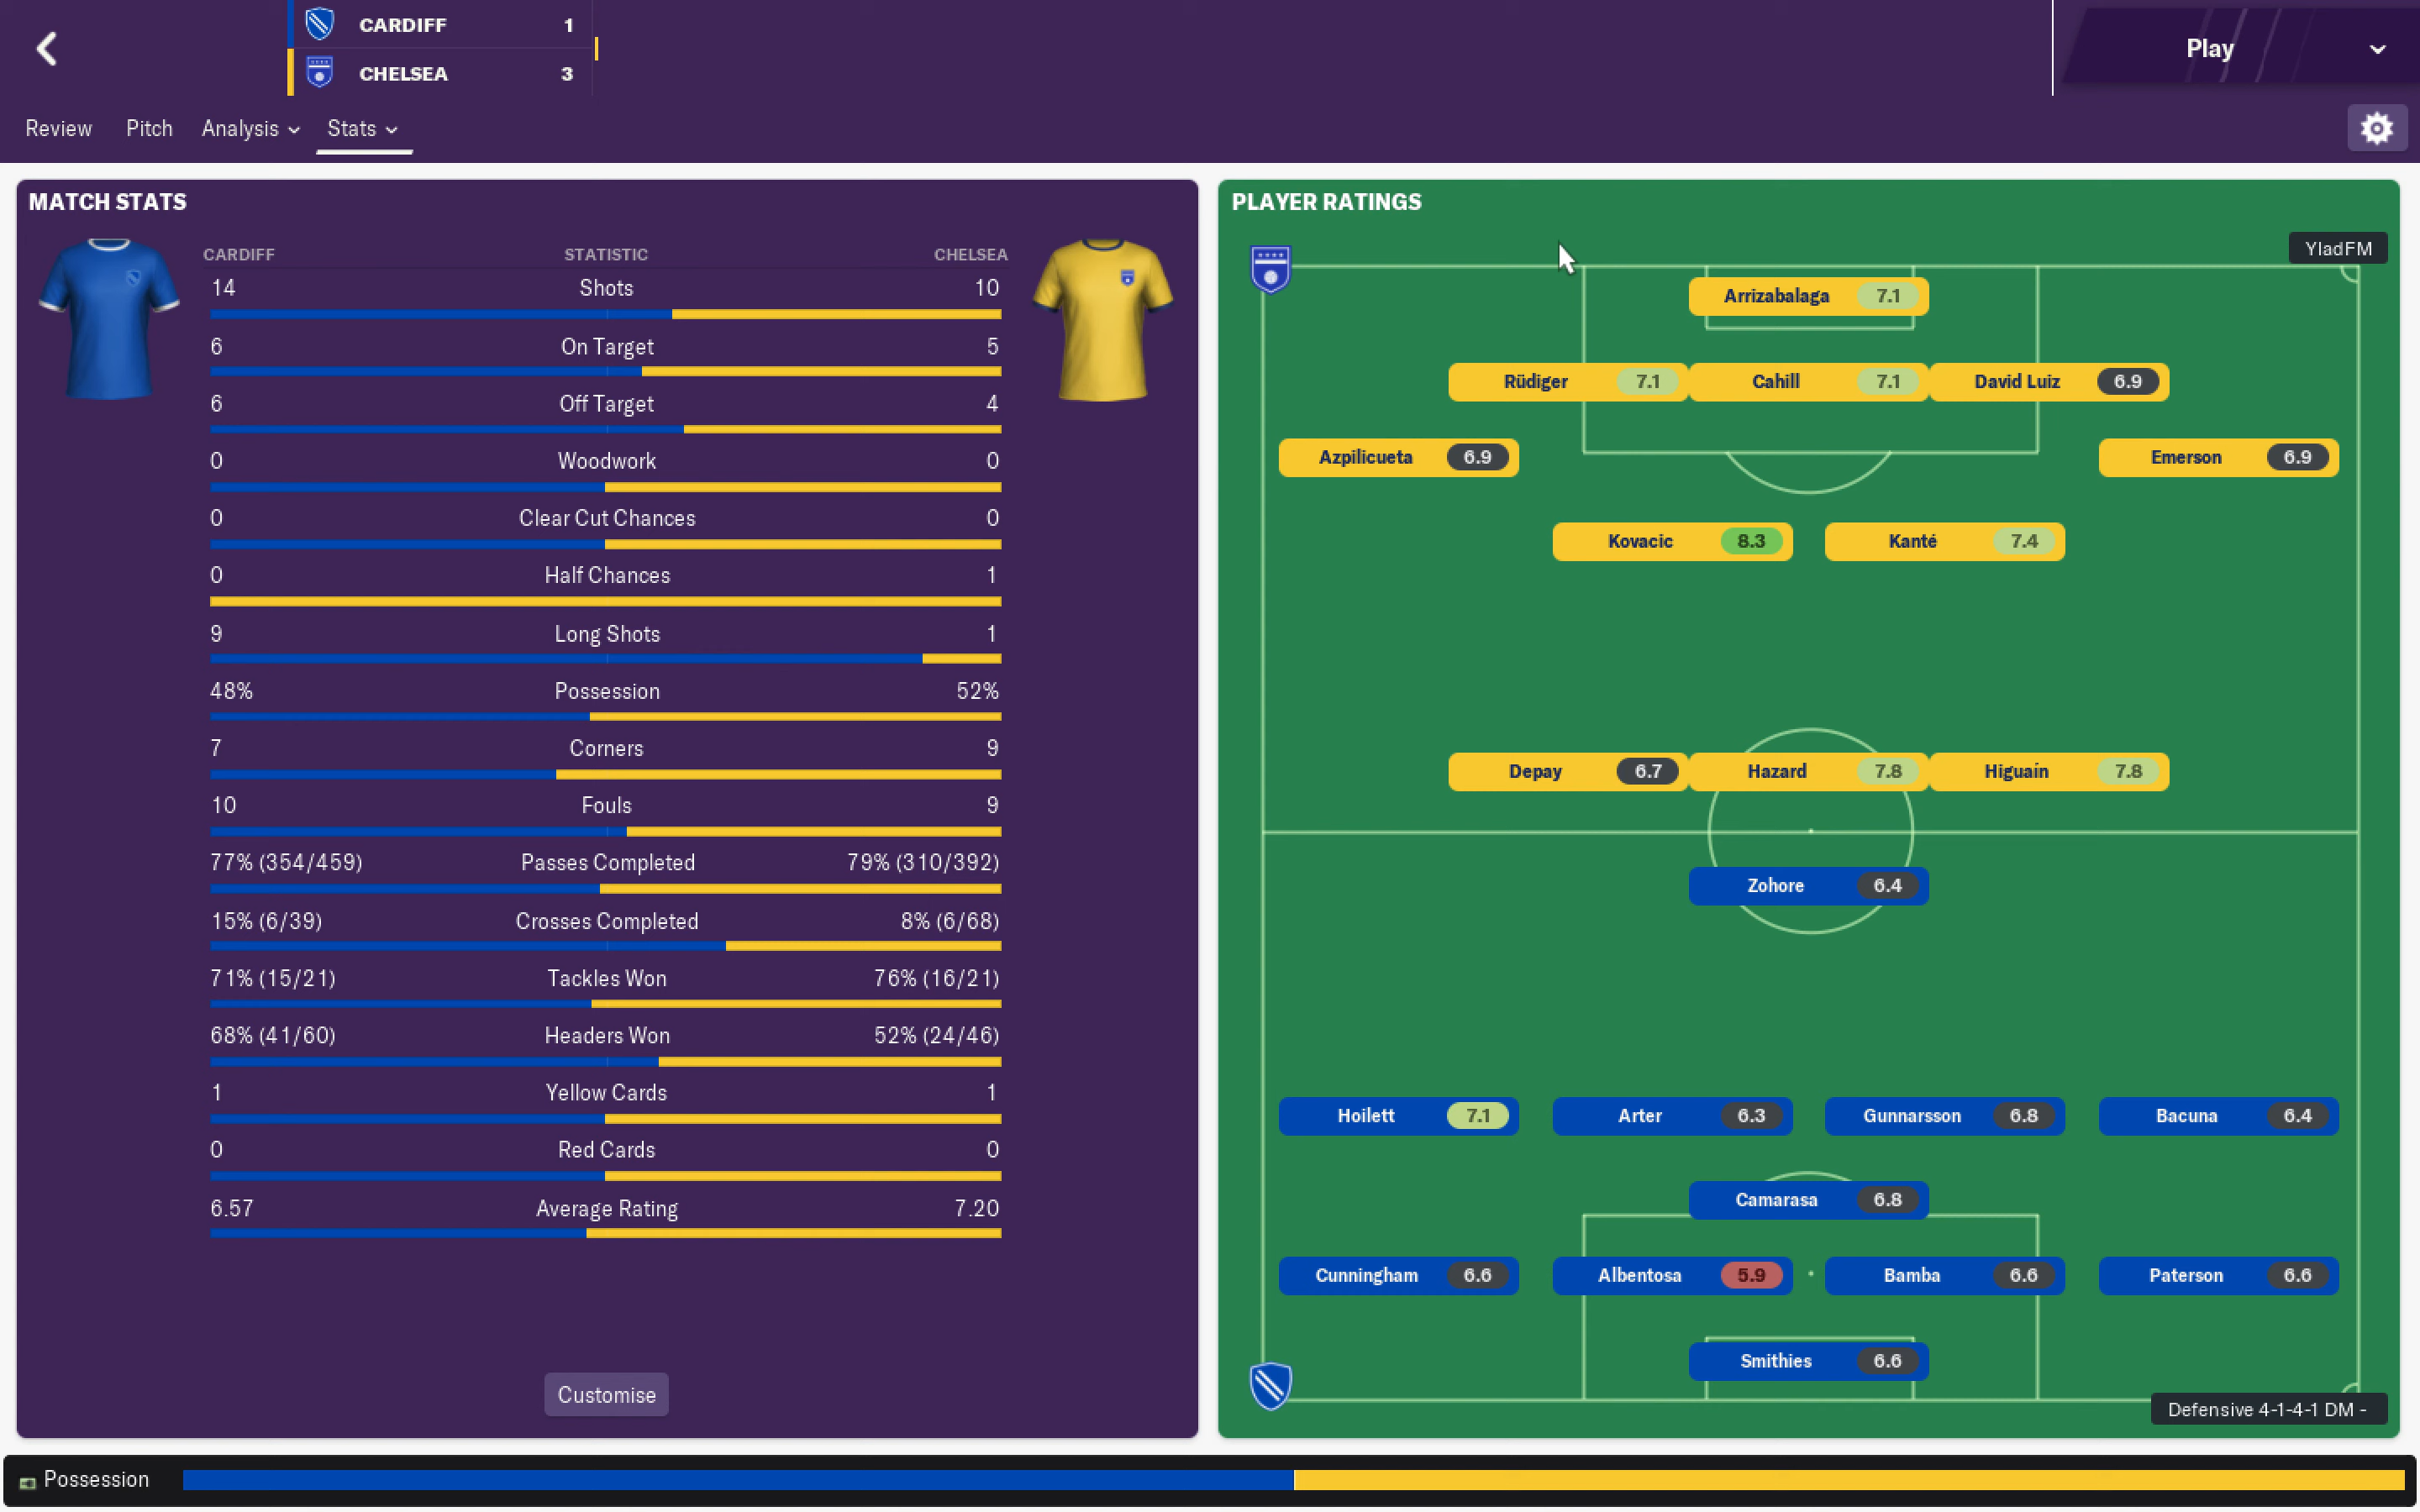 CARDIFF 1
CHELSEA 3
Play
Review Pitch Analysis Stats
MATCH STATS
CARDIFF STATISTIC CHELSEA
14 Shots 10
6 On Target 5
6 Off Target 4
0 Woodwork 0
0 Clear Cut Chances 0
0 Half Chances 1
9 Long Shots 1
48% Possession 52%
7 Corners 9
10 Fouls 9
77% (354/459) Passes Completed 79% (310/392)
15% (6/39) Crosses Completed 8% (6/68)
71% (15/21) Tackles Won 76% (16/21)
68% (41/60) Headers Won 52% (24/46)
1 Yellow Cards 1
0 Red Cards 0
6.57 Average Rating 7.20
Customise
PLAYER RATINGS
YladFM
Arrizabalaga 7.1
Rüdiger 7.1 Cahill 7.1 David Luiz 6.9
Azpilicueta 6.9 Emerson 6.9
Kovacic 8.3 Kanté 7.4
Depay 6.7 Hazard 7.8 Higuaín 7.8
Zohore 6.4
Hoilett 7.1 Arter 6.3 Gunnarsson 6.8 Bacuna 6.4
Camarasa 6.8
Cunningham 6.6 Albentosa 5.9 Bamba 6.6 Paterson 6.6
Smithies 6.6
Defensive 4-1-4-1 DM -
Possession